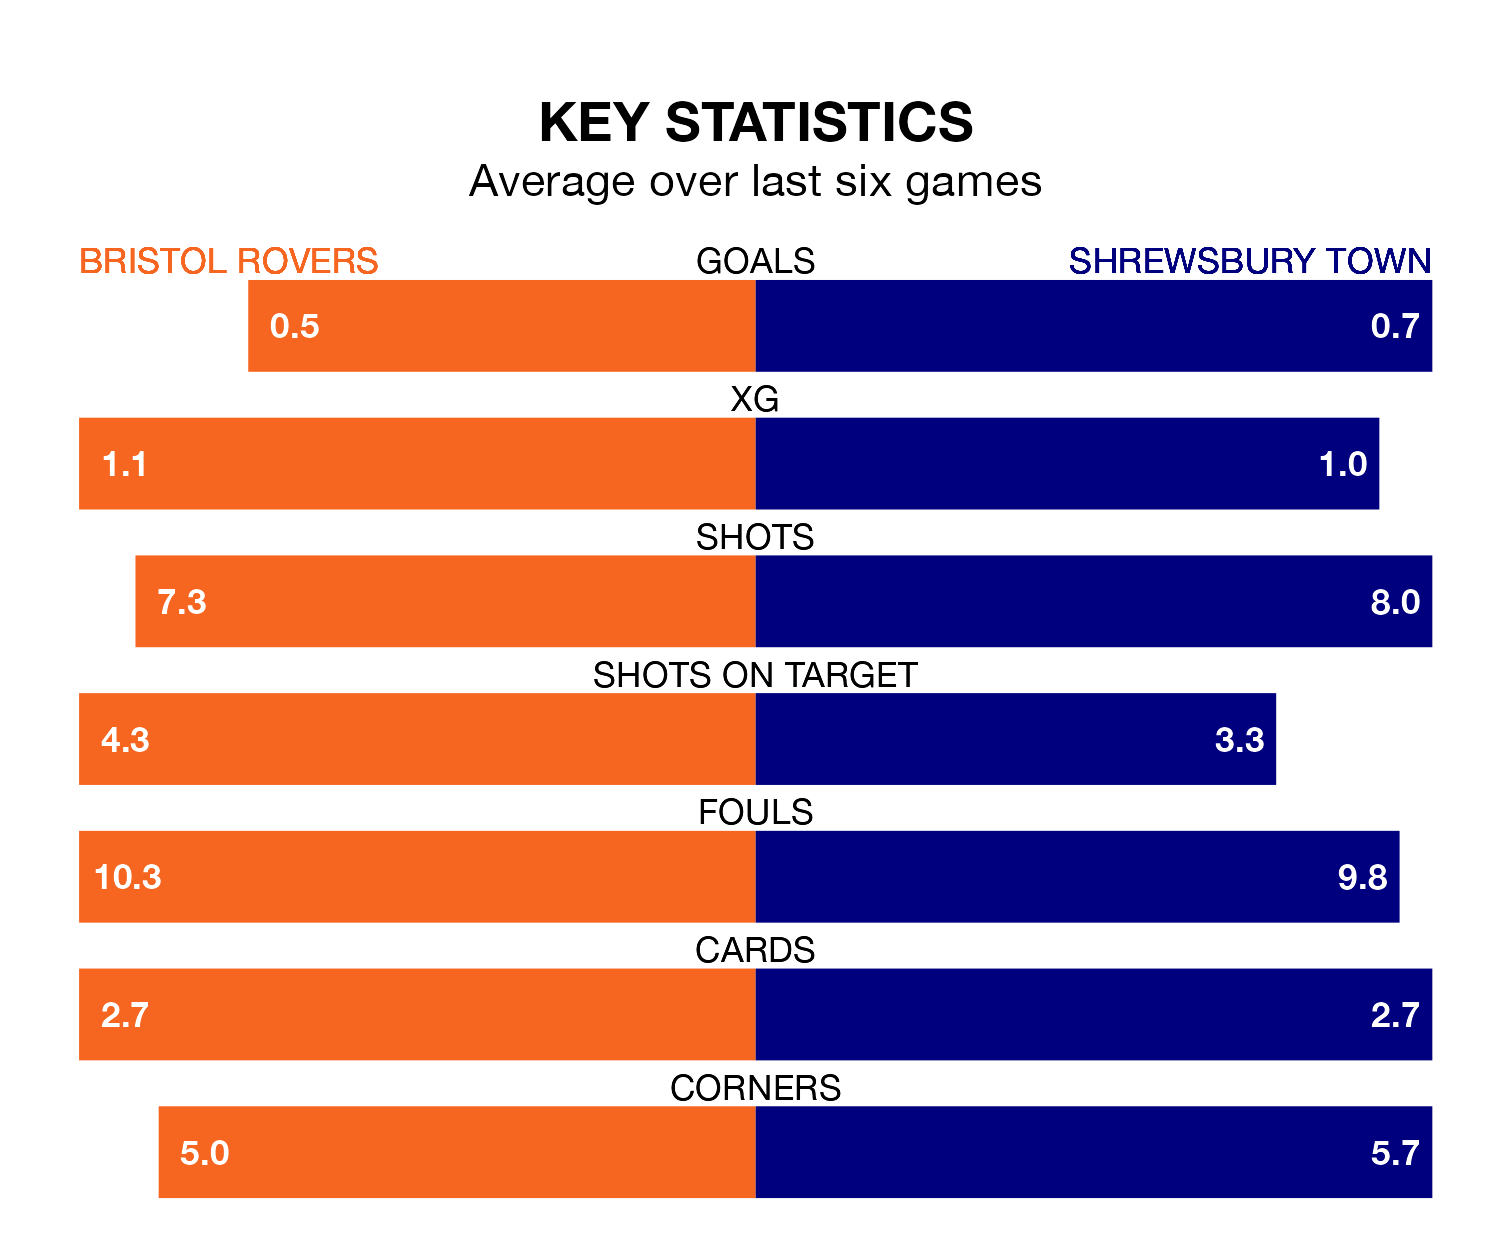 KEY STATISTICS
Average over last six games
BRISTOL ROVERS GOALS SHREWSBURY TOWN
0.5 0.7
XG
1.1 1.0
SHOTS
7.3 8.0
SHOTS ON TARGET
4.3 3.3
FOULS
10.3 9.8
CARDS
2.7 2.7
CORNERS
5.0 5.7